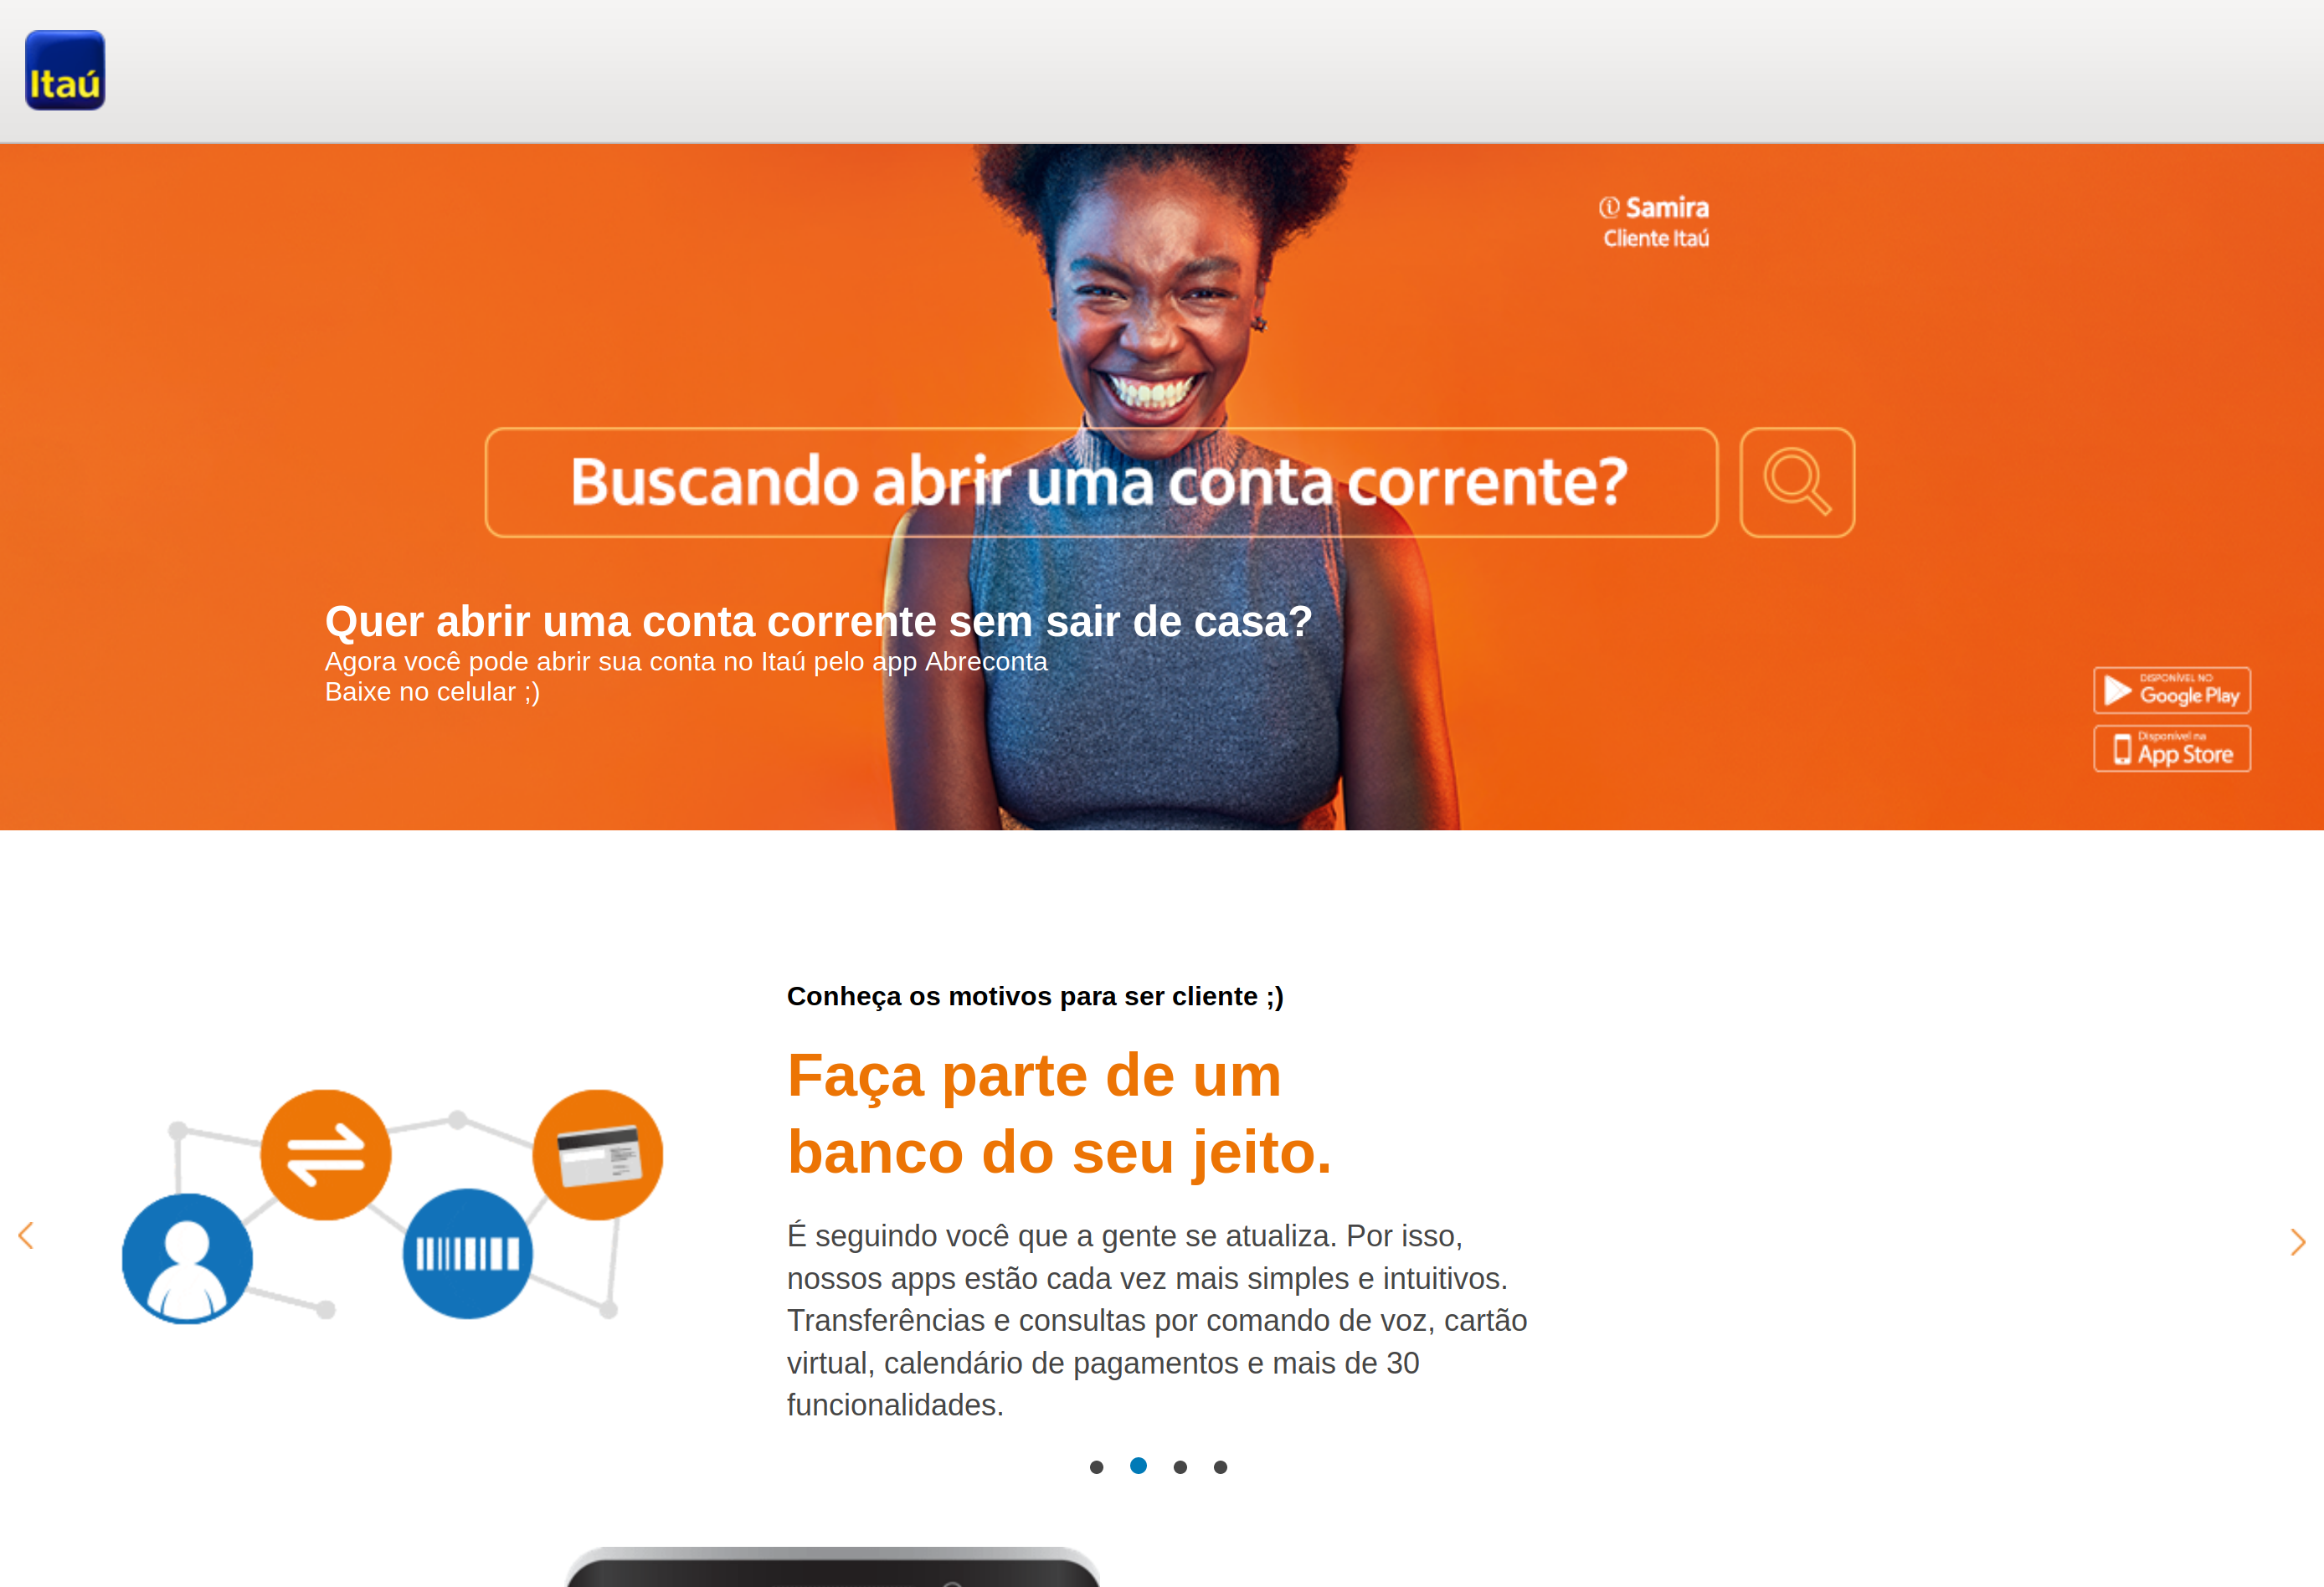 Itaú
Samira
Cliente Itaú
Buscando abrir uma conta corrente?
Quer abrir uma conta corrente sem sair de casa?
Agora você pode abrir sua conta no Itaú pelo app Abreconta
Baixe no celular ;)
DISPONÍVEL NO
Google Play
Disponível na
App Store
Conheça os motivos para ser cliente ;)
Faça parte de um
banco do seu jeito.
É seguindo você que a gente se atualiza. Por isso,
nossos apps estão cada vez mais simples e intuitivos.
Transferências e consultas por comando de voz, cartão
virtual, calendário de pagamentos e mais de 30
funcionalidades.